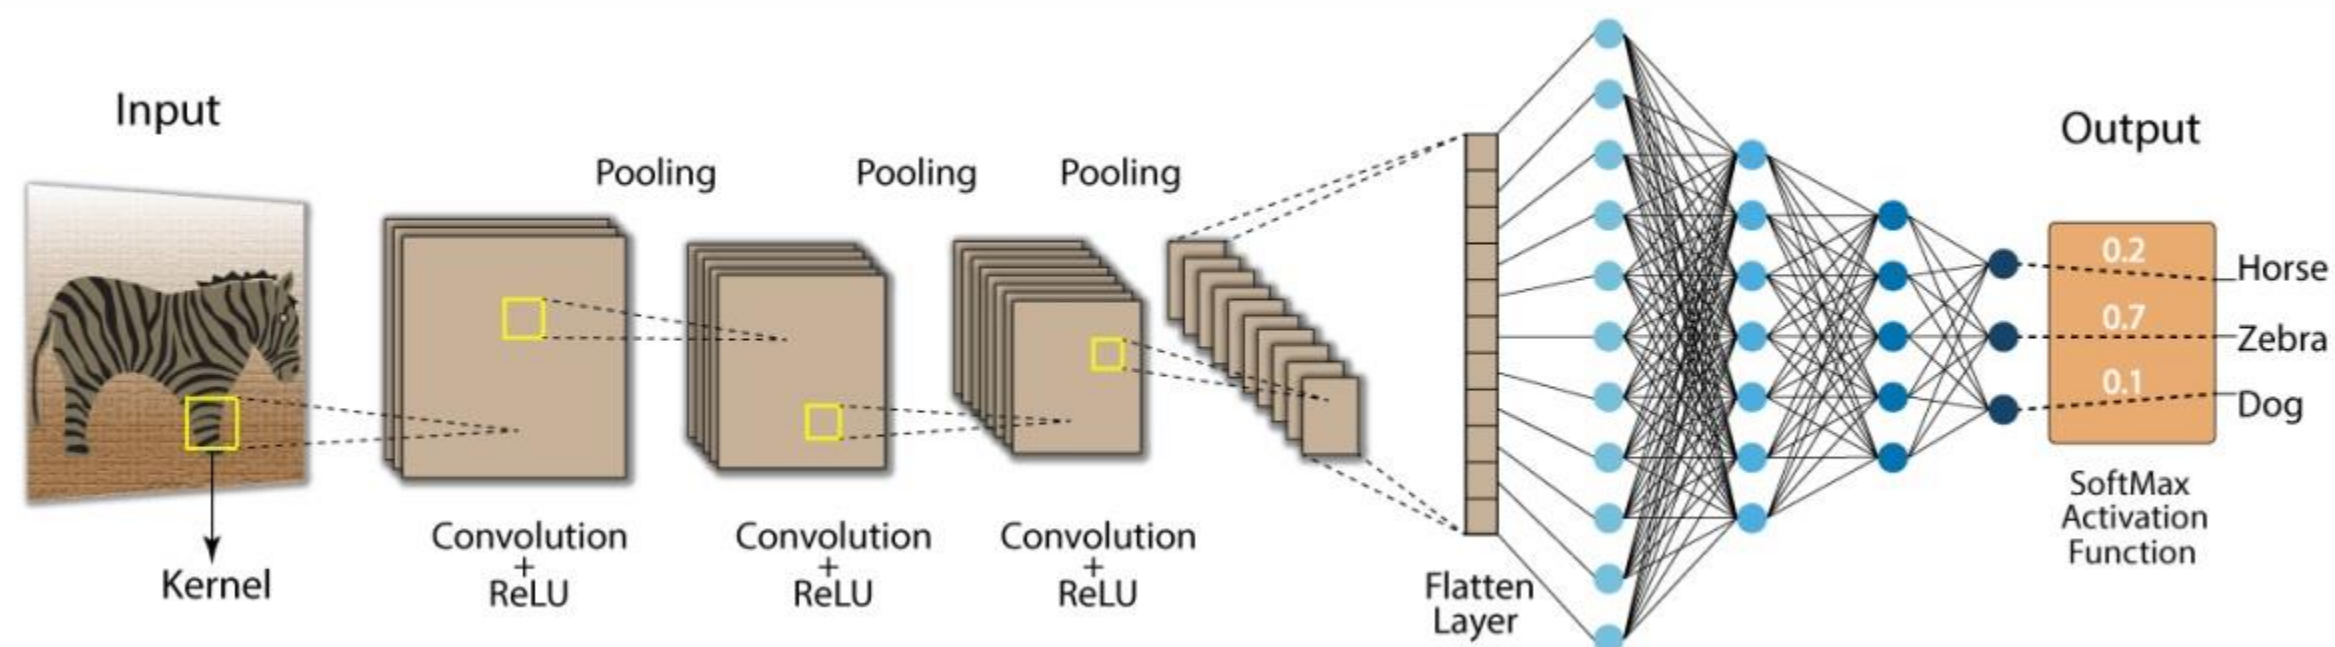 Input
Kernel
Pooling
Pooling
Pooling
Convolution
+
ReLU
Convolution
+
ReLU
Convolution
+
ReLU
Flatten
Layer
Output
0.2
Horse
0.7
Zebra
0.1
Dog
SoftMax
Activation
Function